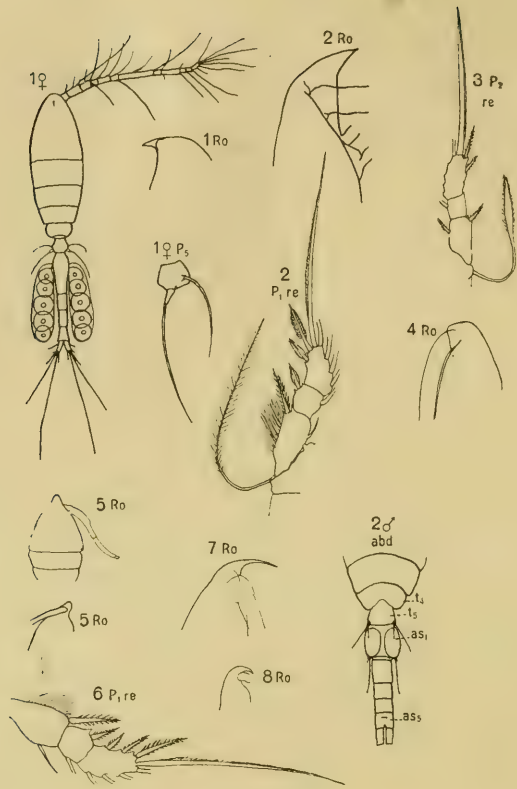 1♀
2 Ro
3 P₂
re
1 Ro
1♀ P₅
2
P₁ re
4 Ro
5 Ro
7 Ro
2♂
abd
t₄
t₅
as₁
5 Ro
8 Ro
6 P₁ re
as₅